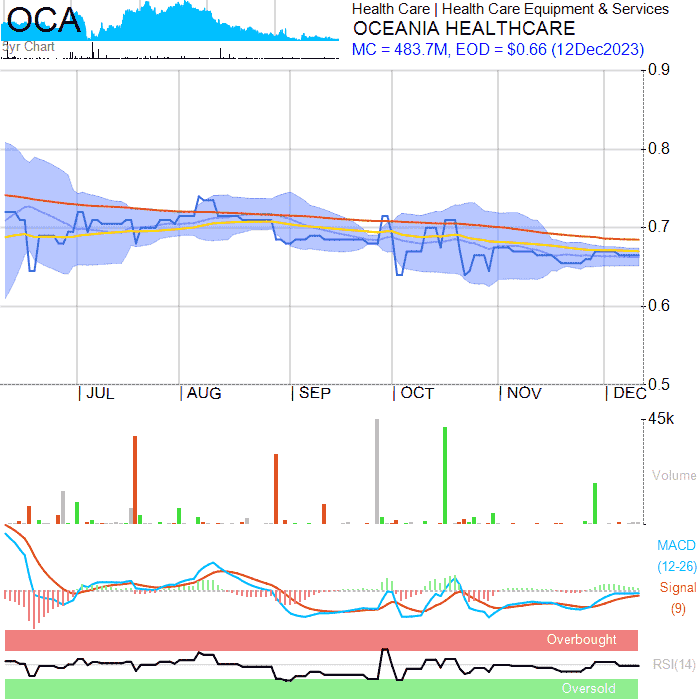 OCA
5yr Chart
Health Care | Health Care Equipment & Services
OCEANIA HEALTHCARE
MC = 483.7M, EOD = $0.66 (12Dec2023)
0.9
0.8
0.7
0.6
0.5
| JUL | AUG | SEP | OCT | NOV | DEC
45k
Volume
MACD
(12-26)
Signal
(9)
Overbought
RSI(14)
Oversold